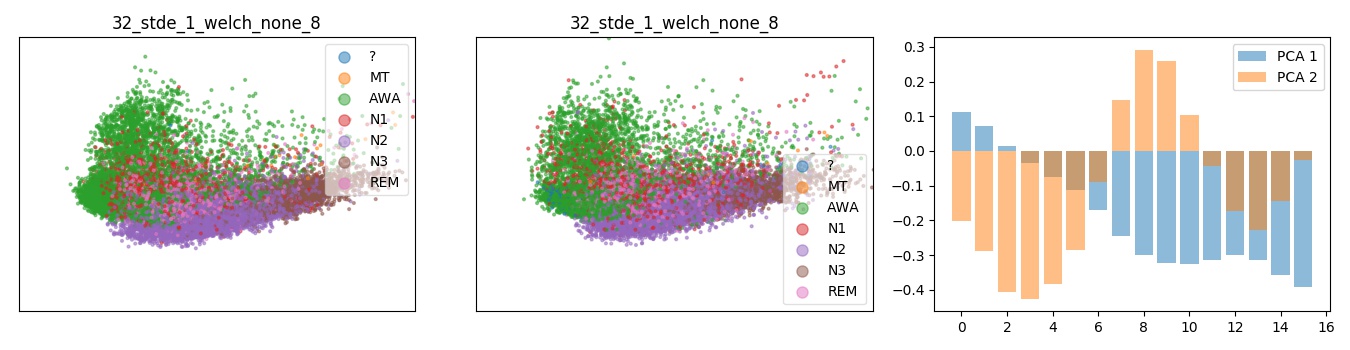 32_stde_1_welch_none_8
?
MT
AWA
N1
N2
N3
REM
32_stde_1_welch_none_8
?
MT
AWA
N1
N2
N3
REM
PCA 1
PCA 2
0.3
0.2
0.1
0.0
−0.1
−0.2
−0.3
−0.4
0 2 4 6 8 10 12 14 16